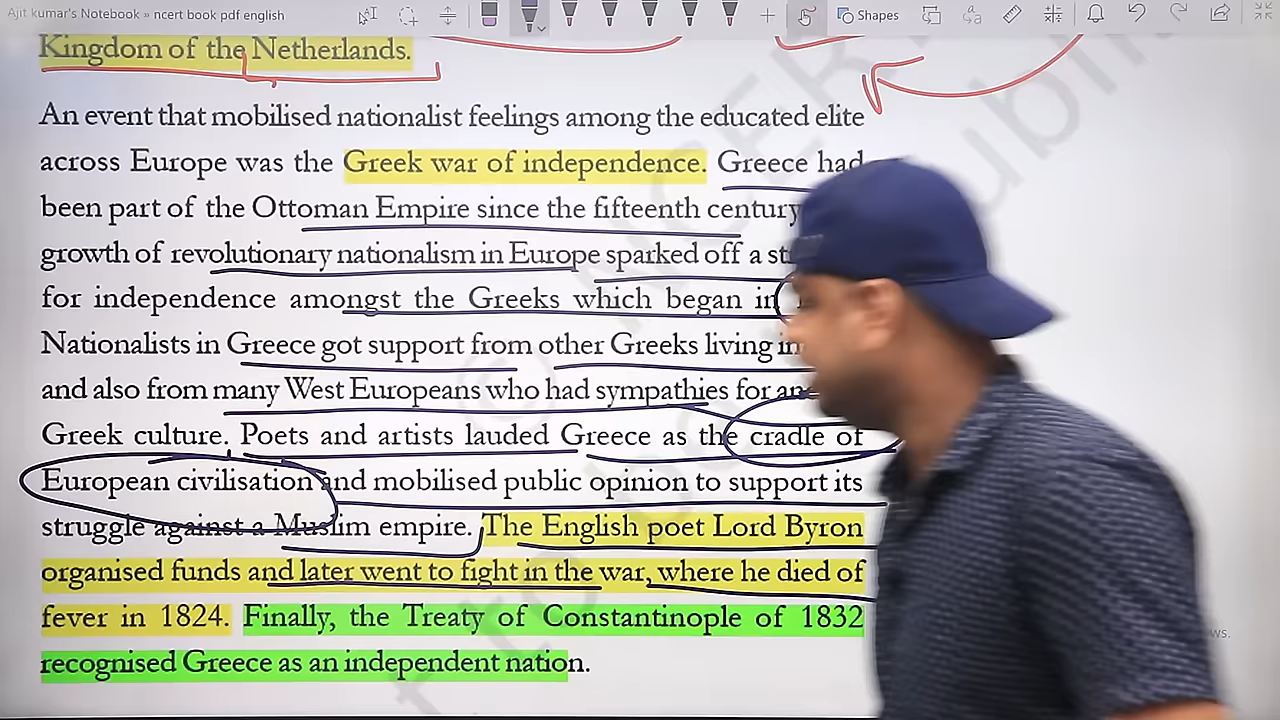 Ajit kumar's Notebook » ncert book pdf english
Shapes
Kingdom of the Netherlands.
An event that mobilised nationalist feelings among the educated elite
across Europe was the Greek war of independence. Greece had
been part of the Ottoman Empire since the fifteenth century
growth of revolutionary nationalism in Europe sparked off a
for independence amongst the Greeks which began in
Nationalists in Greece got support from other Greeks living in
and also from many West Europeans who had sympathies for
Greek culture. Poets and artists lauded Greece as the cradle of
European civilisation and mobilised public opinion to support its
struggle against a Muslim empire. The English poet Lord Byron
organised funds and later went to fight in the war, where he died of
fever in 1824. Finally, the Treaty of Constantinople of 1832
recognised Greece as an independent nation.